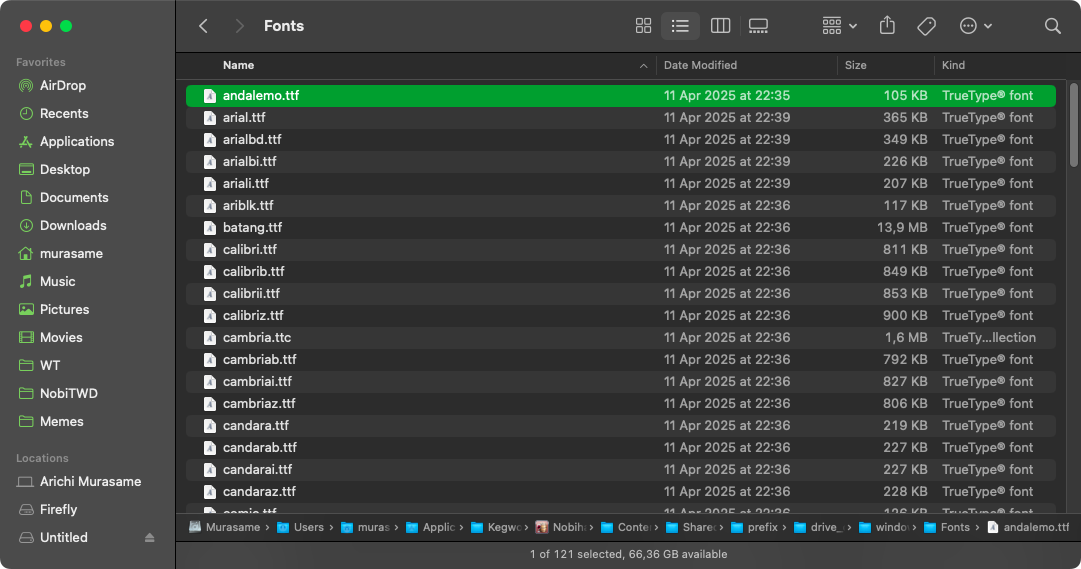 Fonts
Favorites
AirDrop
Recents
Applications
Desktop
Documents
Downloads
murasame
Music
Pictures
Movies
WT
NobiTWD
Memes
Locations
Arichi Murasame
Firefly
Untitled
Name Date Modified Size Kind
andalemo.ttf 11 Apr 2025 at 22:35 105 KB TrueType® font
arial.ttf 11 Apr 2025 at 22:39 365 KB TrueType® font
arialbd.ttf 11 Apr 2025 at 22:39 349 KB TrueType® font
arialbi.ttf 11 Apr 2025 at 22:39 226 KB TrueType® font
ariali.ttf 11 Apr 2025 at 22:39 207 KB TrueType® font
ariblk.ttf 11 Apr 2025 at 22:36 117 KB TrueType® font
batang.ttf 11 Apr 2025 at 22:36 13,9 MB TrueType® font
calibri.ttf 11 Apr 2025 at 22:36 811 KB TrueType® font
calibrib.ttf 11 Apr 2025 at 22:36 849 KB TrueType® font
calibrii.ttf 11 Apr 2025 at 22:36 853 KB TrueType® font
calibriz.ttf 11 Apr 2025 at 22:36 900 KB TrueType® font
cambria.ttc 11 Apr 2025 at 22:36 1,6 MB TrueTy...llection
cambriab.ttf 11 Apr 2025 at 22:36 792 KB TrueType® font
cambriai.ttf 11 Apr 2025 at 22:36 827 KB TrueType® font
cambriaz.ttf 11 Apr 2025 at 22:36 806 KB TrueType® font
candara.ttf 11 Apr 2025 at 22:36 219 KB TrueType® font
candarab.ttf 11 Apr 2025 at 22:36 227 KB TrueType® font
candarai.ttf 11 Apr 2025 at 22:36 227 KB TrueType® font
candaraz.ttf 11 Apr 2025 at 22:36 228 KB TrueType® font
Murasame › Users › muras › Applic › Kegwo › Nobiha › Conte › Share › prefix › drive_ › windo › Fonts › andalemo.ttf
1 of 121 selected, 66,36 GB available